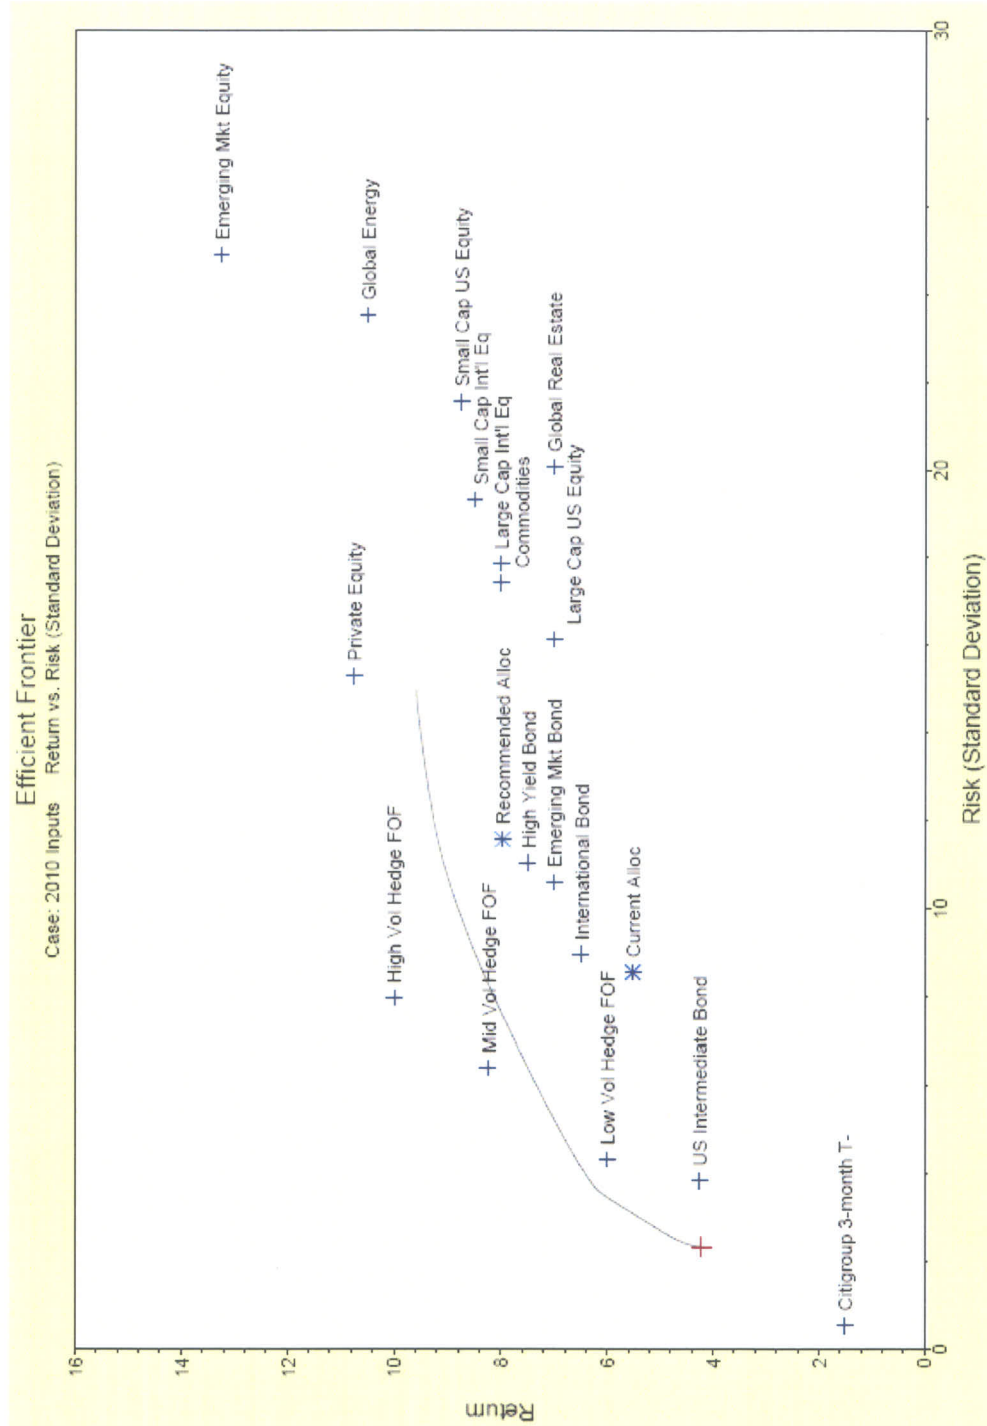 Efficient Frontier
Case: 2010 Inputs Return vs. Risk (Standard Deviation)
16
14
12
10
8
6
4
2
0
Return
Emerging Mkt Equity
Global Energy
Private Equity
High Vol Hedge FOF
Small Cap US Equity
Small Cap Int'l Eq
Large Cap Int'l Eq
Commodities
Mid Vol Hedge FOF
Recommended Alloc
High Yield Bond
Global Real Estate
Large Cap US Equity
Emerging Mkt Bond
International Bond
Low Vol Hedge FOF
Current Alloc
US Intermediate Bond
Citigroup 3-month T-
0
10
20
30
Risk (Standard Deviation)